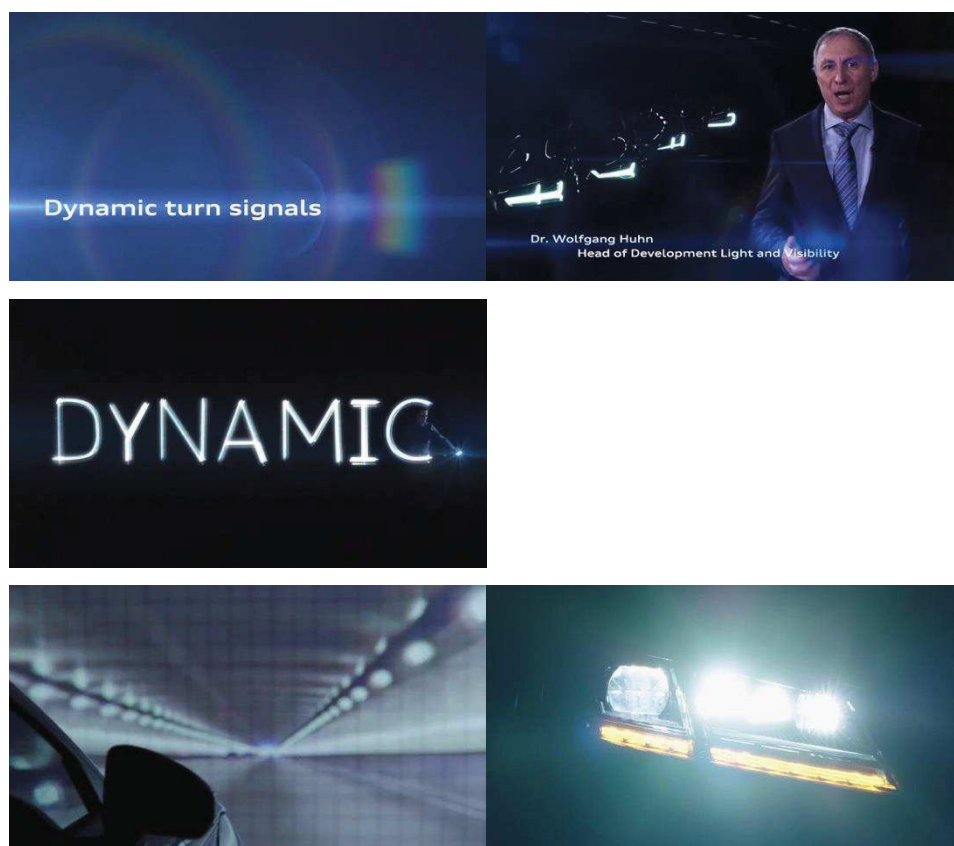 Dynamic turn signals
Dr. Wolfgang Huhn
Head of Development Light and Visibility
DYNAMIC